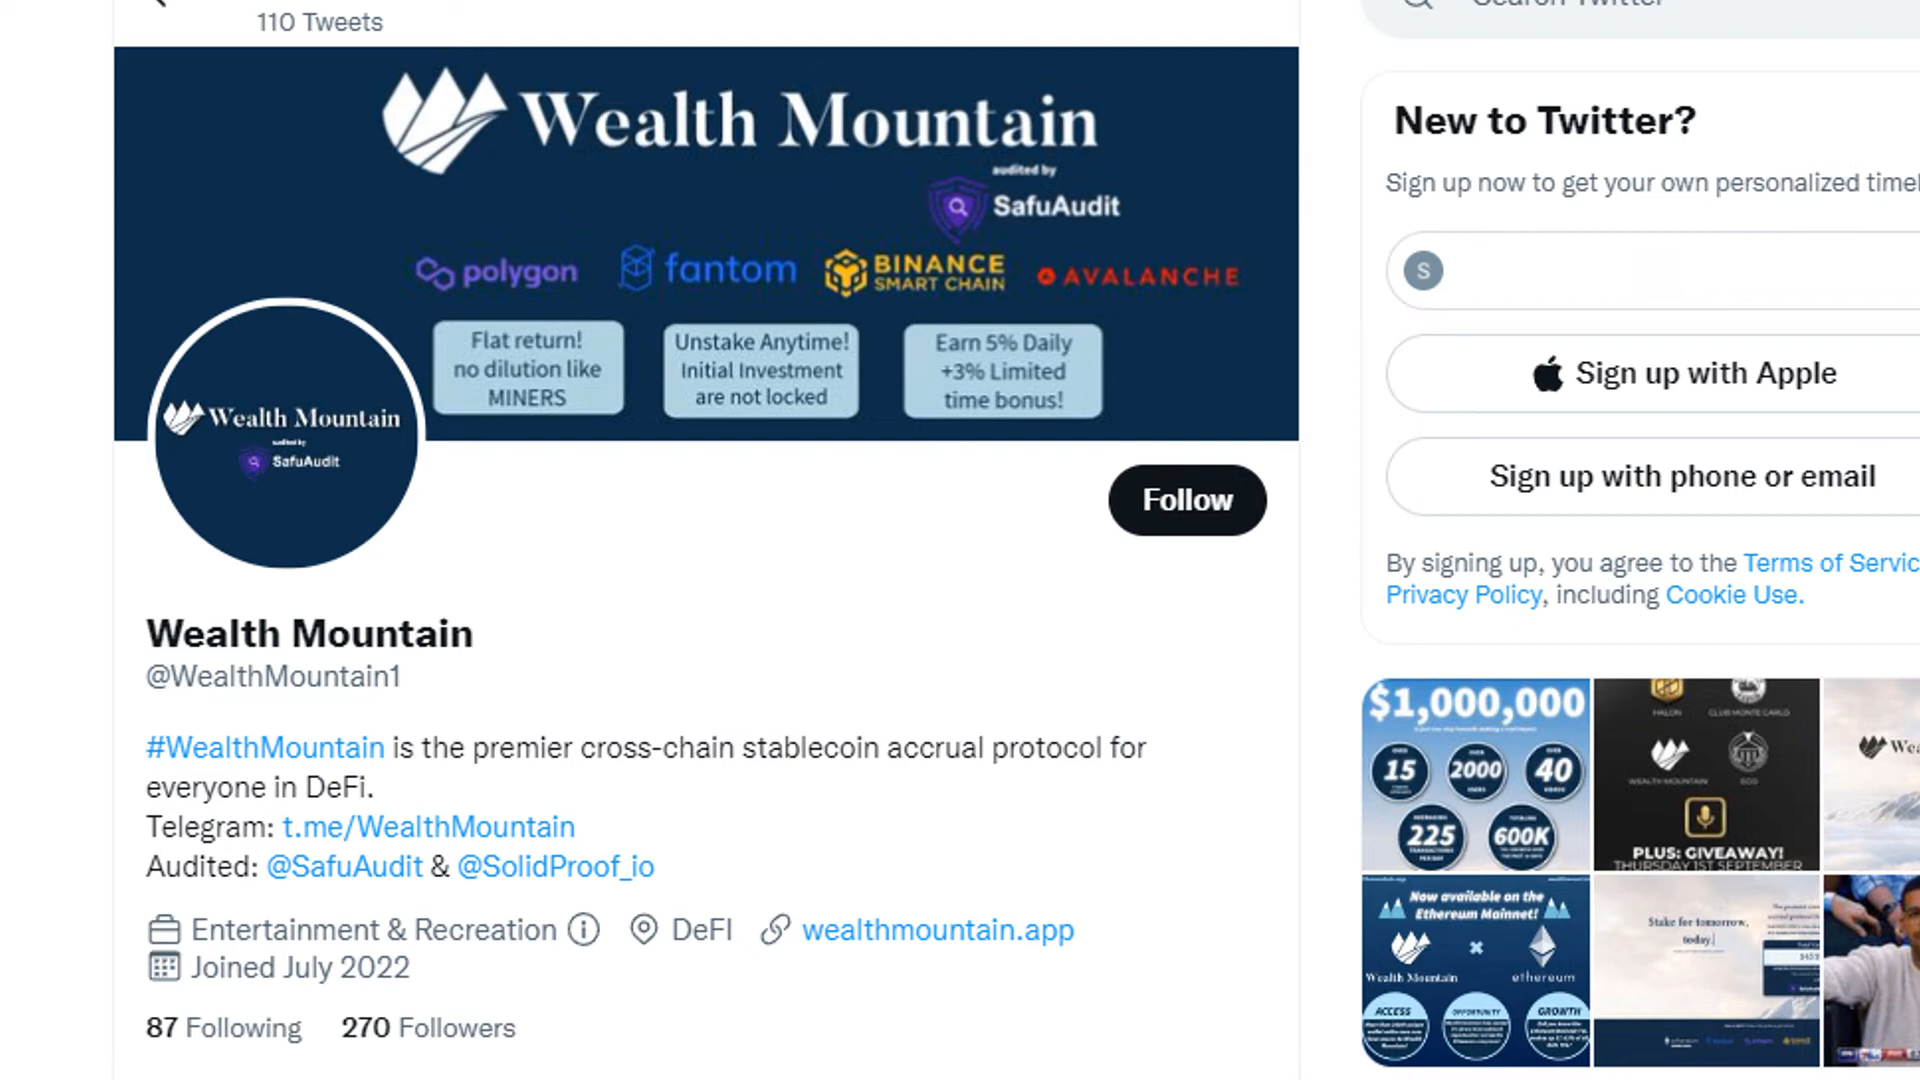 110 Tweets
Wealth Mountain
audited by
SafuAudit
polygon
fantom
BINANCE
SMART CHAIN
AVALANCHE
Flat return!
no dilution like
MINERS
Unstake Anytime!
Initial Investment
are not locked
Earn 5% Daily
+3% Limited
time bonus!
Wealth Mountain
audited by
SafuAudit
Follow
Wealth Mountain
@WealthMountain1
#WealthMountain is the premier cross-chain stablecoin accrual protocol for
everyone in DeFi.
Telegram: t.me/WealthMountain
Audited: @SafuAudit & @SolidProof_io
Entertainment & Recreation
DeFI
wealthmountain.app
Joined July 2022
87 Following
270 Followers
Search Twitter
New to Twitter?
Sign up now to get your own personalized timel
S
Sign up with Apple
Sign up with phone or email
By signing up, you agree to the Terms of Servic
Privacy Policy, including Cookie Use.
$1,000,000
15
2000
40
225
600K
HALON
CLUB MONTE CARLO
WEALTH MOUNTAIN
PLUS: GIVEAWAY!
THURSDAY 1ST SEPTEMBER
Wea
Now available on the
Ethereum Mainnet!
Wealth Mountain
ethereum
ACCESS
OPPORTUNITY
GROWTH
Stake for tomorrow,
today.